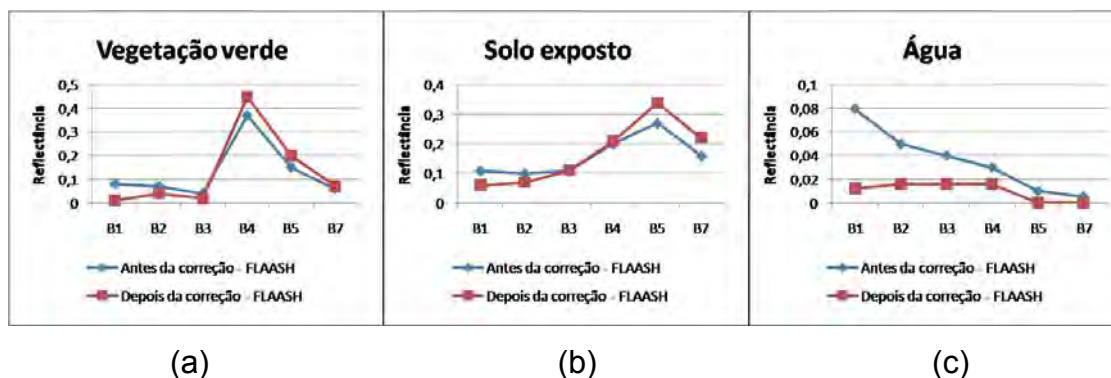 Vegetação verde
Reflectância
0,5
0,4
0,3
0,2
0,1
0
B1 B2 B3 B4 B5 B7
Antes da correção - FLAASH
Depois da correção - FLAASH
Solo exposto
Reflectância
0,4
0,3
0,2
0,1
0
B1 B2 B3 B4 B5 B7
Antes da correção - FLAASH
Depois da correção - FLAASH
Água
Reflectância
0,1
0,08
0,06
0,04
0,02
0
B1 B2 B3 B4 B5 B7
Antes da correção - FLAASH
Depois da correção - FLAASH
(a) (b) (c)